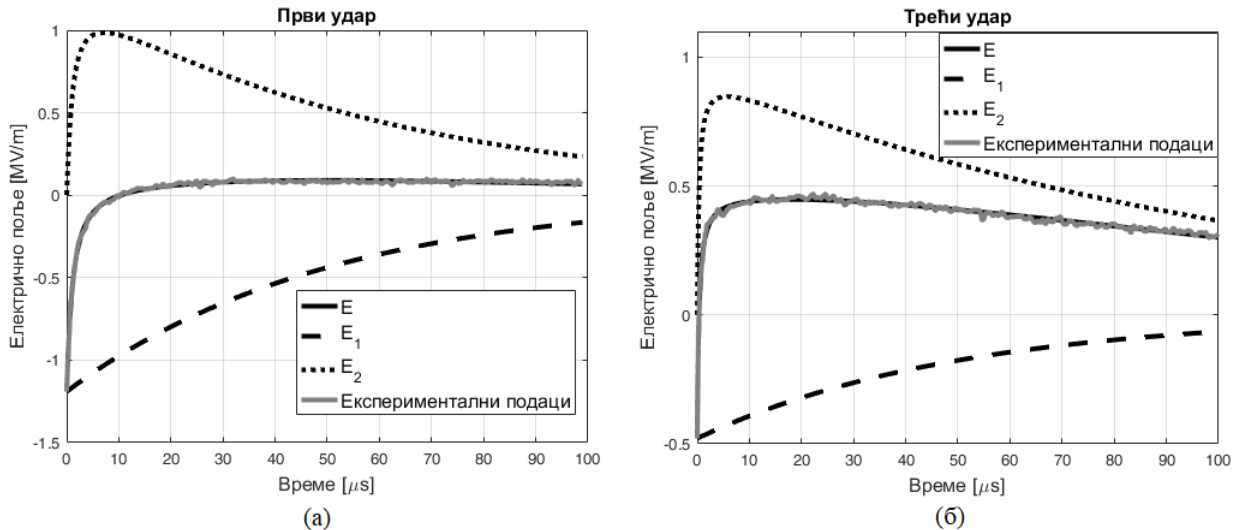 Први удар
Електрично поље [MV/m]
1
0.5
0
-0.5
-1
-1.5
E
E1
E2
Експериментални подаци
0 10 20 30 40 50 60 70 80 90 100
Време [μs]
(а)
Трећи удар
Електрично поље [MV/m]
1
0.5
0
-0.5
E
E1
E2
Експериментални подаци
0 10 20 30 40 50 60 70 80 90 100
Време [μs]
(б)